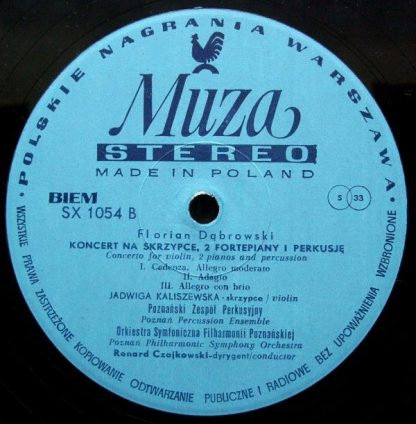 • POLSKIE NAGRANIA WARSZAWA •
Muza
STEREO
MADE IN POLAND
BIEM
SX 1054 B
S 33
Florian Dąbrowski
KONCERT NA SKRZYPCE, 2 FORTEPIANY I PERKUSJĘ
Concerto for violin, 2 pianos and percussion
I. Cadenza. Allegro moderato
II. Adagio
III. Allegro con brio
JADWIGA KALISZEWSKA - skrzypce / violin
Poznański Zespół Perkusyjny
Poznań Percussion Ensemble
Orkiestra Symfoniczna Filharmonii Poznańskiej
Poznań Philharmonic Symphony Orchestra
Renard Czajkowski - dyrygent/conductor
WSZYSTKIE PRAWA ZASTRZEŻONE KOPIOWANIE ODTWARZANIE PUBLICZNE I RADIOWE BEZ UPOWAŻNIENIA WZBRONIONE